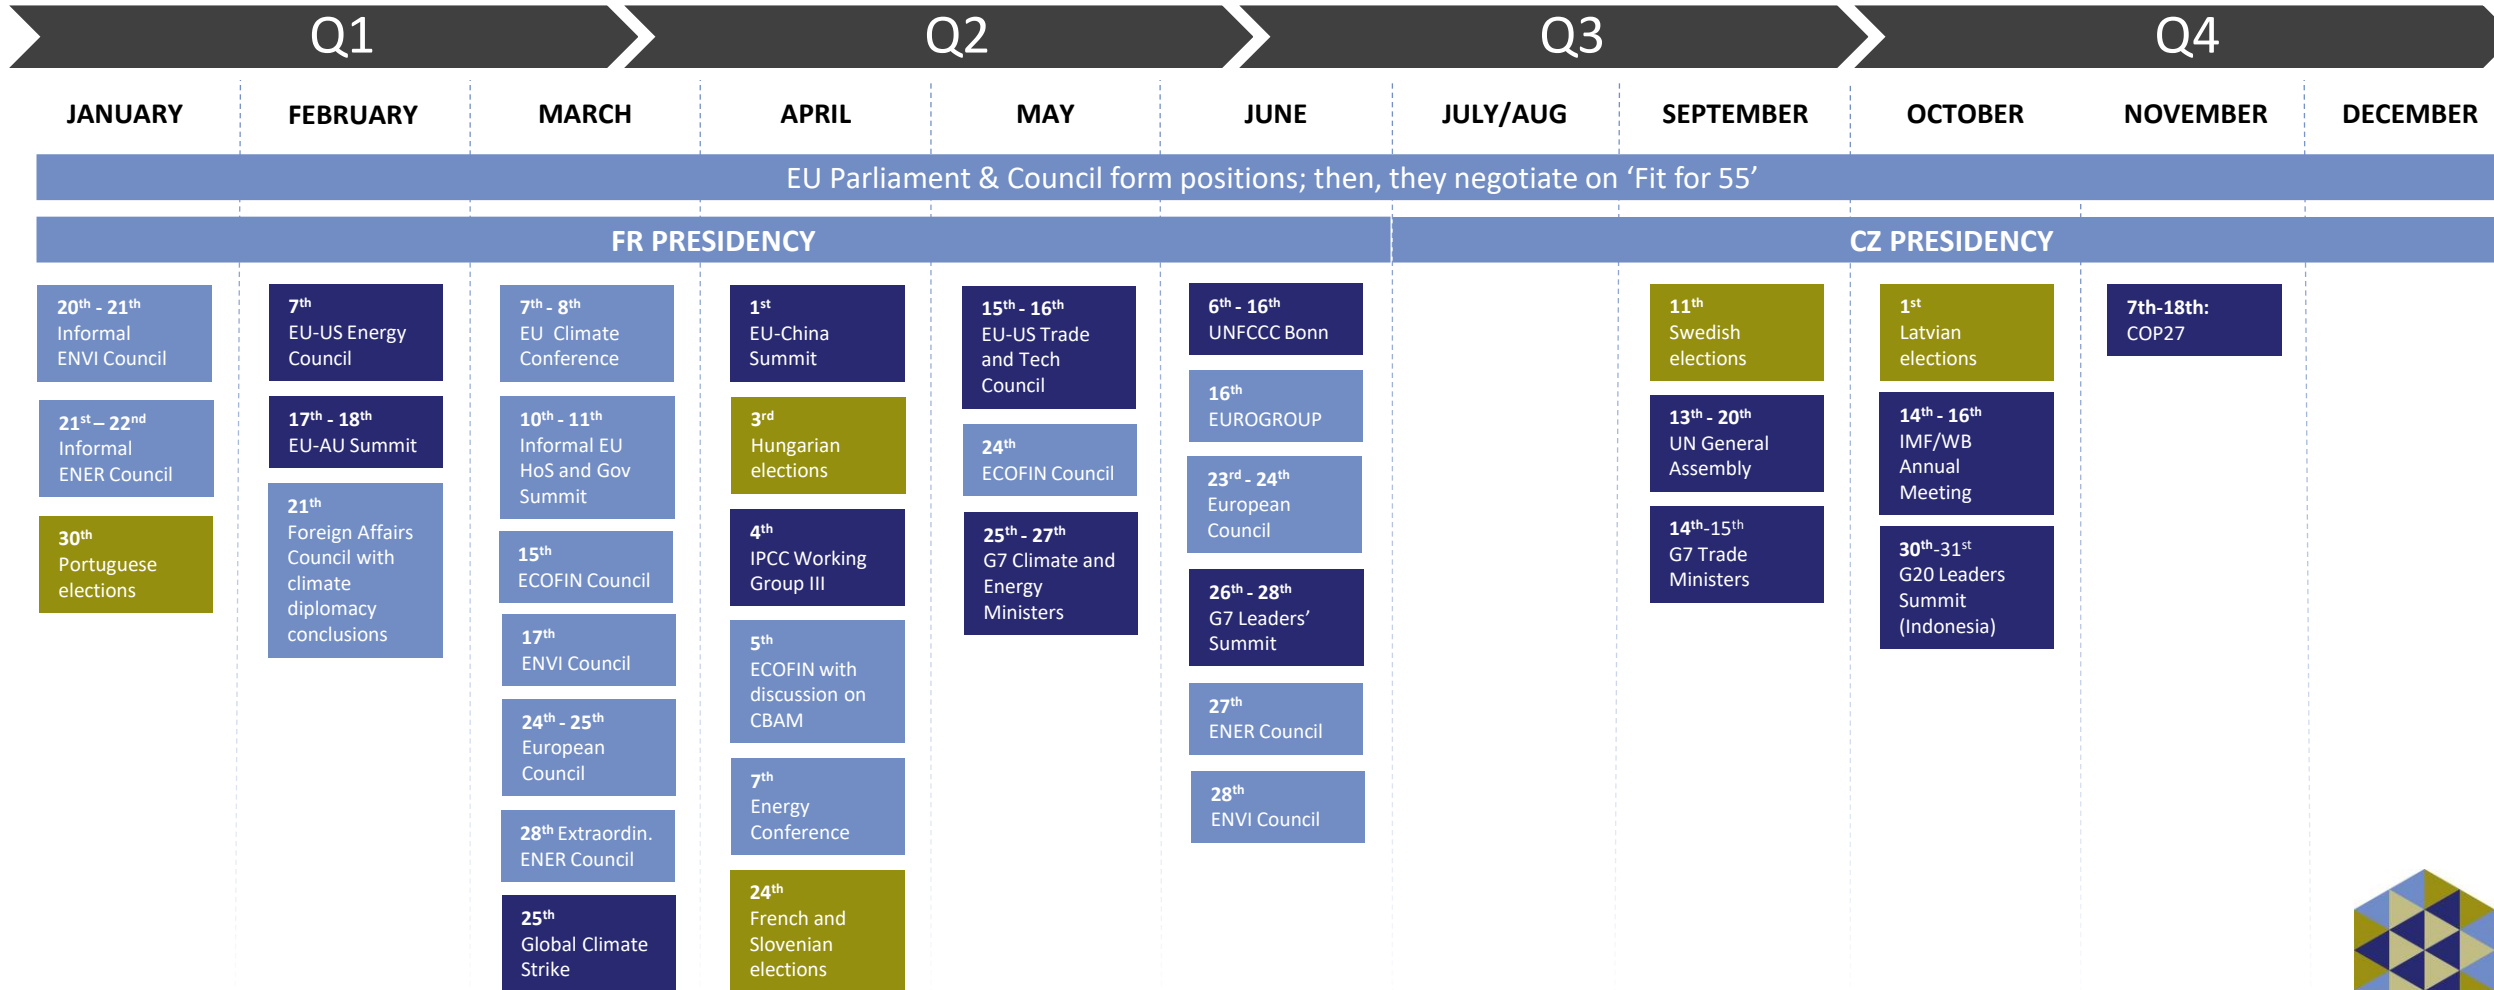 Q1
Q2
Q3
Q4
JANUARY
FEBRUARY
MARCH
APRIL
MAY
JUNE
JULY/AUG
SEPTEMBER
OCTOBER
NOVEMBER
DECEMBER
EU Parliament & Council form positions; then, they negotiate on ‘Fit for 55’
FR PRESIDENCY
CZ PRESIDENCY
20th - 21th
Informal
ENVI Council
21st – 22nd
Informal
ENER Council
30th
Portuguese
elections
7th
EU-US Energy
Council
17th - 18th
EU-AU Summit
21th
Foreign Affairs
Council with
climate
diplomacy
conclusions
7th - 8th
EU Climate
Conference
10th - 11th
Informal EU
HoS and Gov
Summit
15th
ECOFIN Council
17th
ENVI Council
24th - 25th
European
Council
28th Extraordin.
ENER Council
25th
Global Climate
Strike
1st
EU-China
Summit
3rd
Hungarian
elections
4th
IPCC Working
Group III
5th
ECOFIN with
discussion on
CBAM
7th
Energy
Conference
24th
French and
Slovenian
elections
15th - 16th
EU-US Trade
and Tech
Council
24th
ECOFIN Council
25th - 27th
G7 Climate and
Energy
Ministers
6th - 16th
UNFCCC Bonn
16th
EUROGROUP
23rd - 24th
European
Council
26th - 28th
G7 Leaders’
Summit
27th
ENER Council
28th
ENVI Council
11th
Swedish
elections
13th - 20th
UN General
Assembly
14th-15th
G7 Trade
Ministers
1st
Latvian
elections
14th - 16th
IMF/WB
Annual
Meeting
30th-31st
G20 Leaders
Summit
(Indonesia)
7th-18th:
COP27